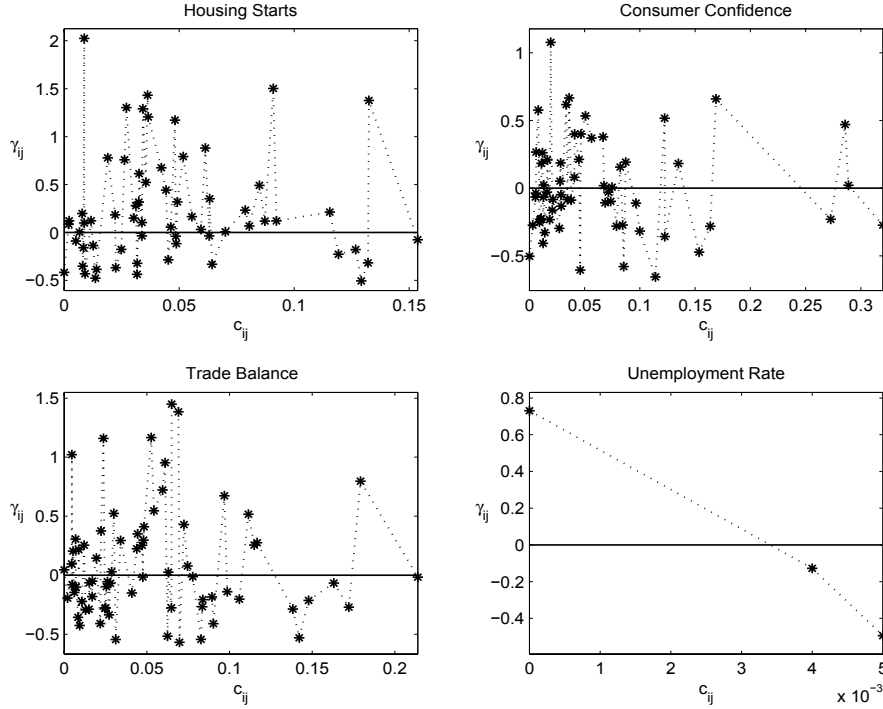 Housing Starts
2
1.5
1
0.5
0
−0.5
γij
0 0.05 0.1 0.15
cij
Consumer Confidence
1
0.5
0
−0.5
γij
0 0.05 0.1 0.15 0.2 0.25 0.3
cij
Trade Balance
1.5
1
0.5
0
−0.5
γij
0 0.05 0.1 0.15 0.2
cij
Unemployment Rate
0.8
0.6
0.4
0.2
0
−0.2
−0.4
γij
0 1 2 3 4 5
cij
x 10⁻³